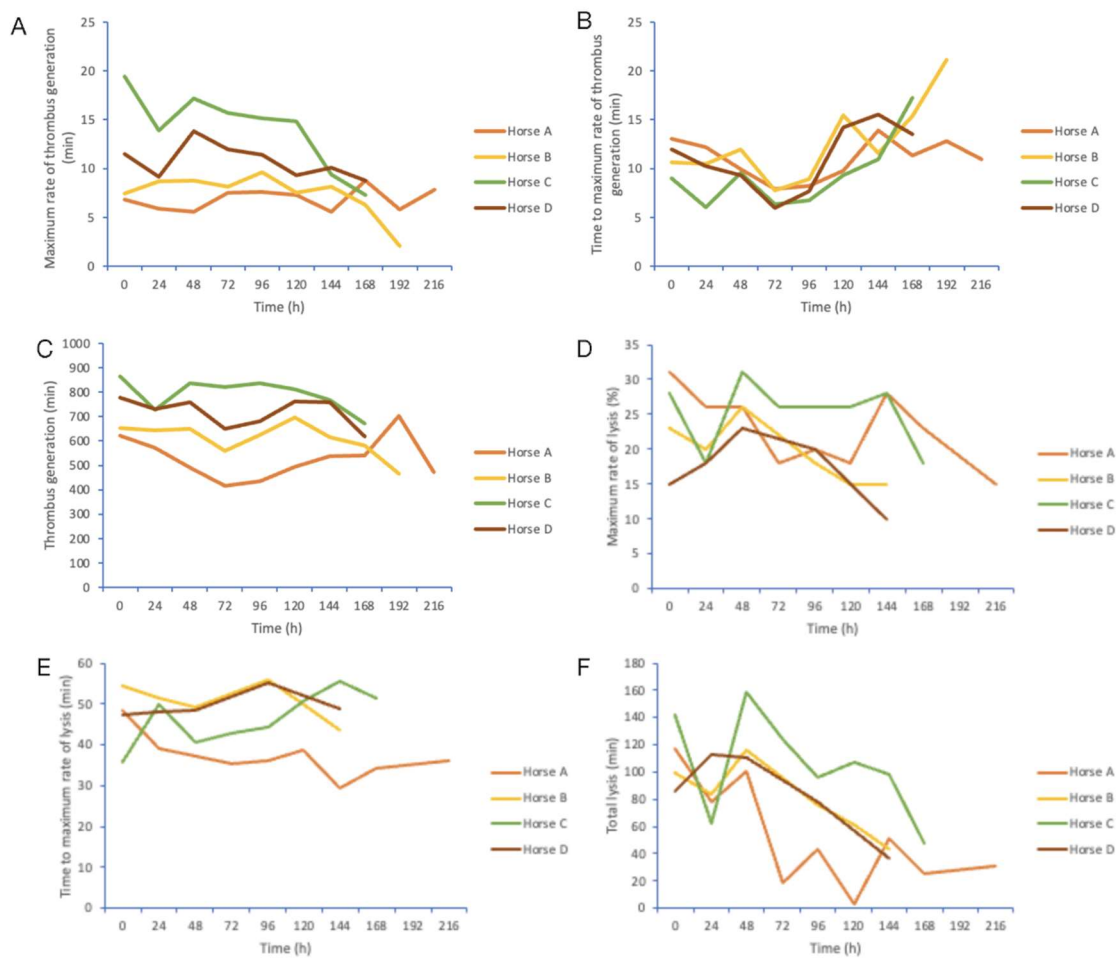 A
Maximum rate of thrombus generation
(min)
25
20
15
10
5
0
0 24 48 72 96 120 144 168 192 216
Time (h)
Horse A
Horse B
Horse C
Horse D
B
Time to maximum rate of thrombus
generation (min)
25
20
15
10
5
0
0 24 48 72 96 120 144 168 192 216
Time (h)
Horse A
Horse B
Horse C
Horse D
C
Thrombus generation (min)
1000
900
800
700
600
500
400
300
200
100
0
0 24 48 72 96 120 144 168 192 216
Time (h)
Horse A
Horse B
Horse C
Horse D
D
Maximum rate of lysis (%)
35
30
25
20
15
10
5
0
0 24 48 72 96 120 144 168 192 216
Time (h)
Horse A
Horse B
Horse C
Horse D
E
Time to maximum rate of lysis (min)
60
50
40
30
20
10
0
0 24 48 72 96 120 144 168 192 216
Time (h)
Horse A
Horse B
Horse C
Horse D
F
Total lysis (min)
180
160
140
120
100
80
60
40
20
0
0 24 48 72 96 120 144 168 192 216
Time (h)
Horse A
Horse B
Horse C
Horse D